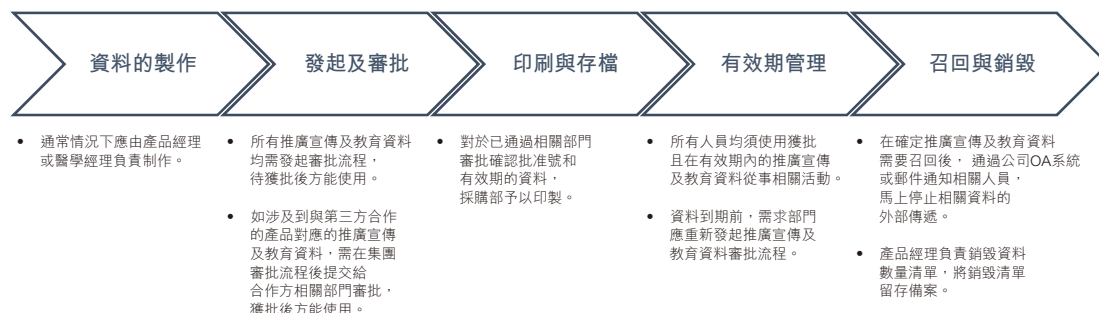 資料的製作
發起及審批
印刷與存檔
有效期管理
召回與銷毀
• 通常情況下應由產品經理
或醫學經理負責制作。
• 所有推廣宣傳及教育資料
均需發起審批流程，
待獲批後方能使用。
• 如涉及到與第三方合作
的產品對應的推廣宣傳
及教育資料，需在集團
審批流程後提交給
合作方相關部門審批，
獲批後方能使用。
• 對於已通過相關部門
審批確認批准號和
有效期的資料，
採購部予以印製。
• 所有人員均須使用獲批
且在有效期內的推廣宣傳
及教育資料從事相關活動。
• 資料到期前，需求部門
應重新發起推廣宣傳及
教育資料審批流程。
• 在確定推廣宣傳及教育資料
需要召回後， 通過公司OA系統
或郵件通知相關人員，
馬上停止相關資料的
外部傳遞。
• 產品經理負責銷毀資料
數量清單，將銷毀清單
留存備案。